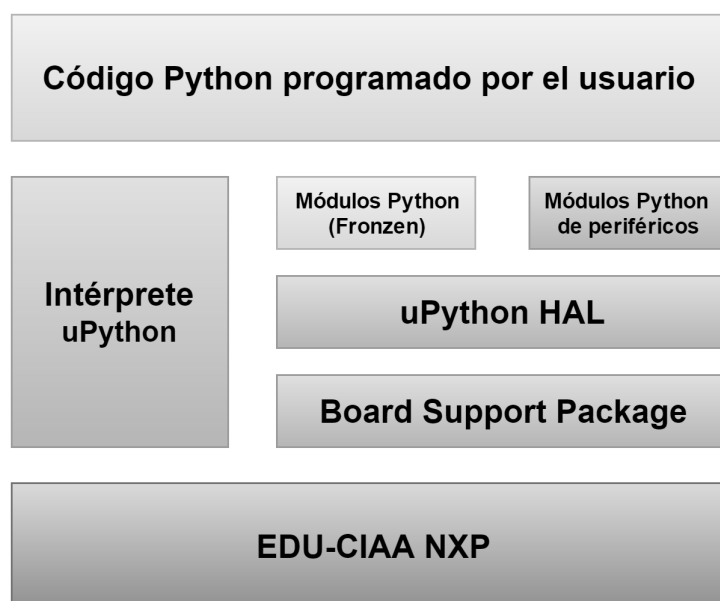 Código Python programado por el usuario
Intérprete
uPython
Módulos Python
(Fronzen)
Módulos Python
de periféricos
uPython HAL
Board Support Package
EDU-CIAA NXP